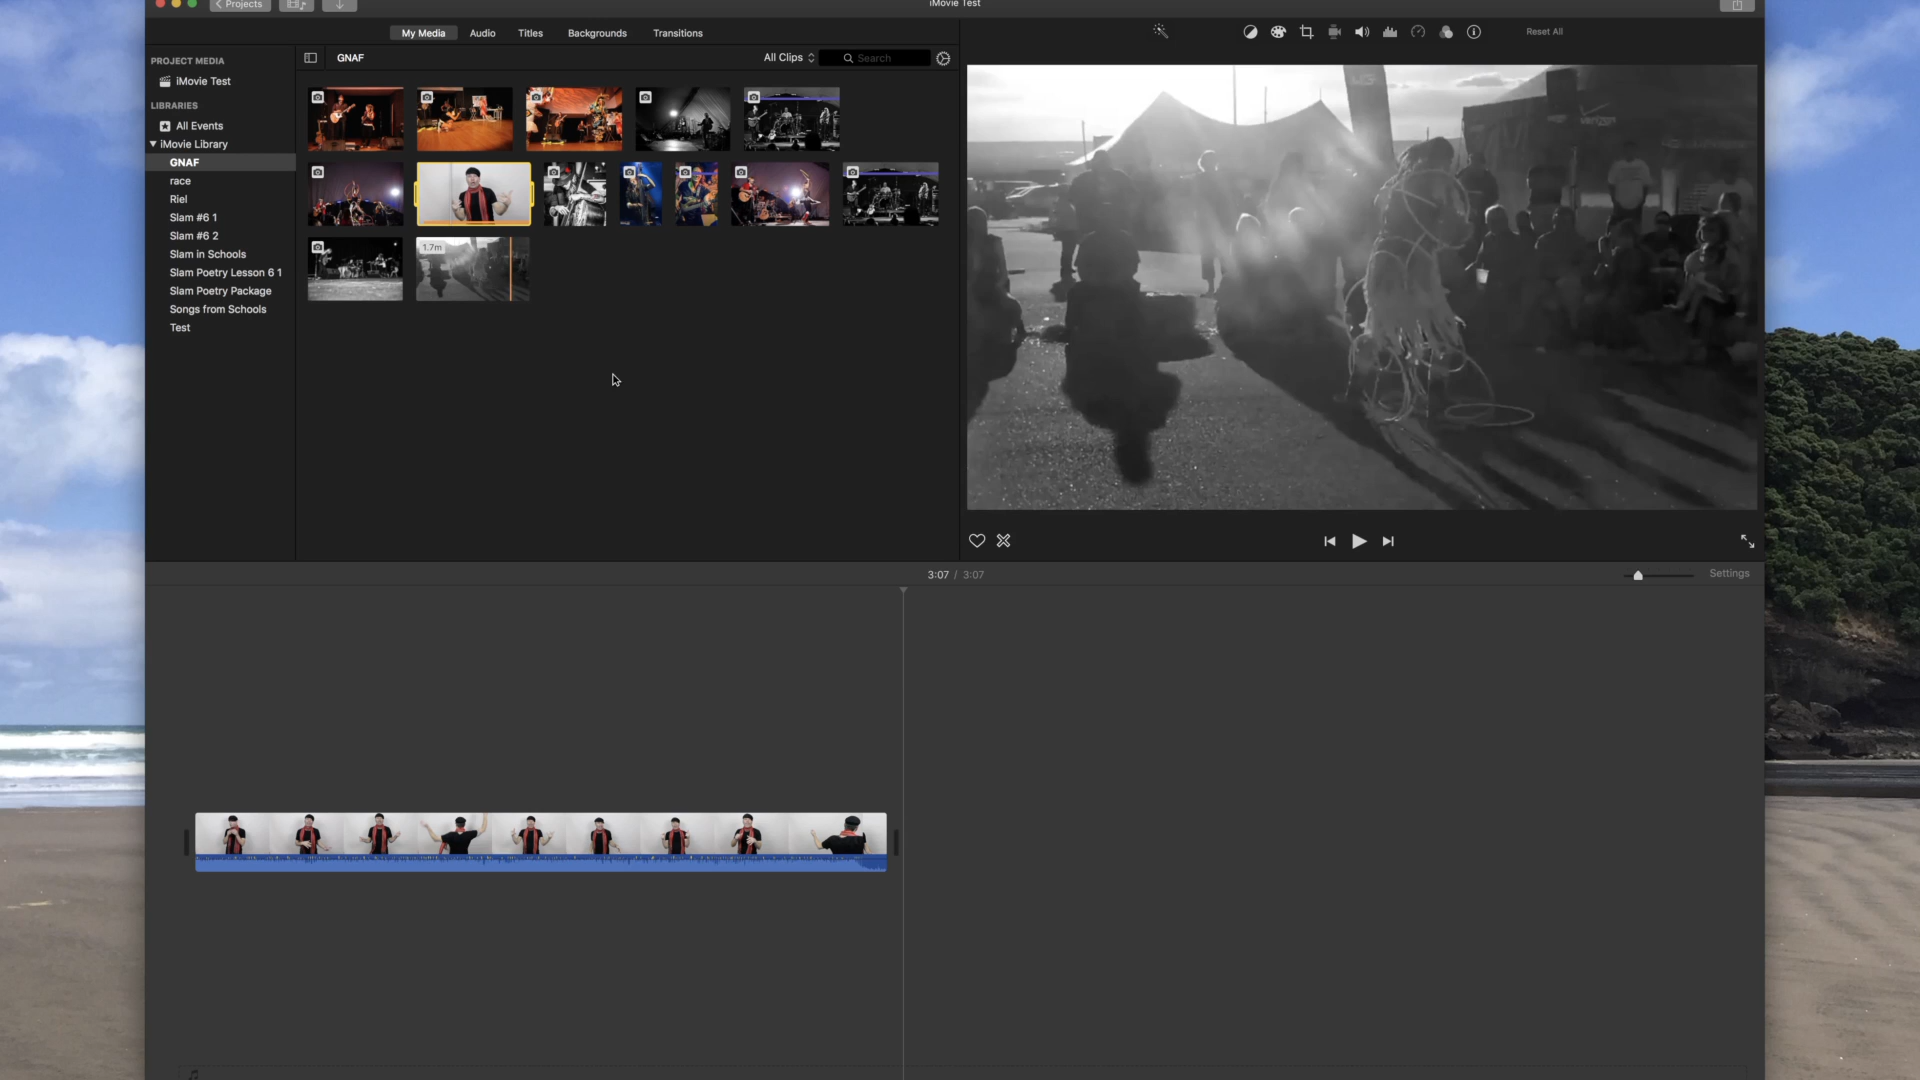 Projects
iMovie Test
My Media Audio Titles Backgrounds Transitions
Reset All
PROJECT MEDIA
iMovie Test
LIBRARIES
All Events
iMovie Library
GNAF
race
Riel
Slam #6 1
Slam #6 2
Slam in Schools
Slam Poetry Lesson 6 1
Slam Poetry Package
Songs from Schools
Test
GNAF
All Clips
Search
1.7m
verizon
3:07 / 3:07
Settings